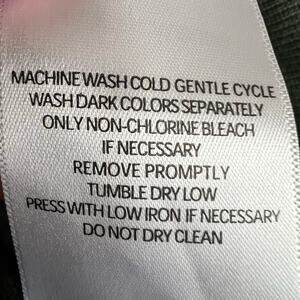 MACHINE WASH COLD GENTLE CYCLE
WASH DARK COLORS SEPARATELY
ONLY NON-CHLORINE BLEACH
IF NECESSARY
REMOVE PROMPTLY
TUMBLE DRY LOW
PRESS WITH LOW IRON IF NECESSARY
DO NOT DRY CLEAN